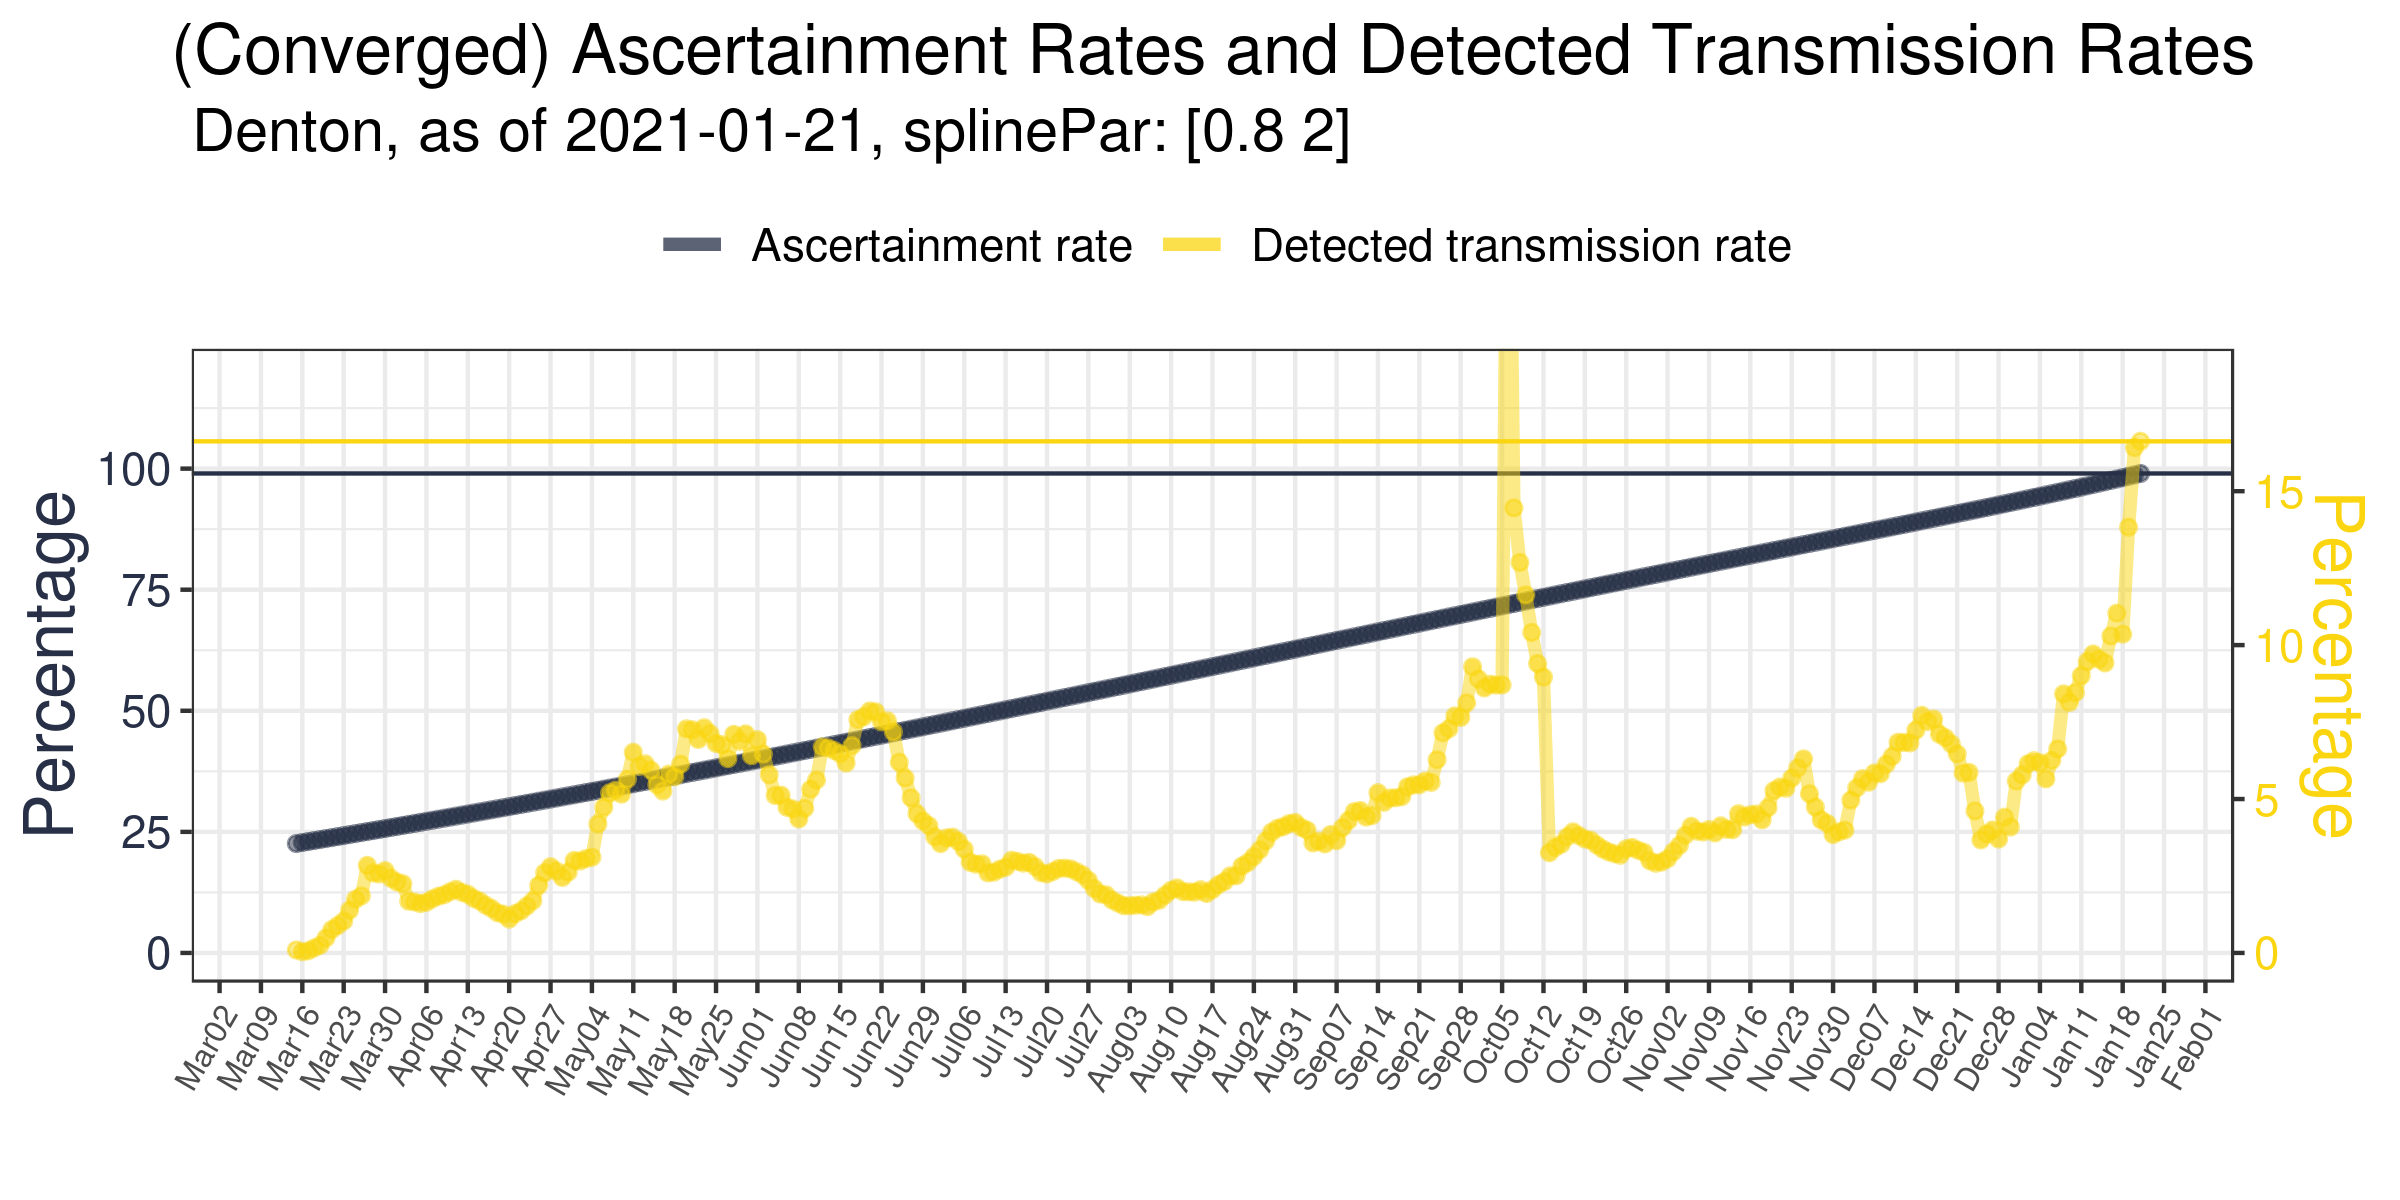 (Converged) Ascertainment Rates and Detected Transmission Rates
Denton, as of 2021-01-21, splinePar: [0.8 2]
Ascertainment rate
Detected transmission rate
Percentage
100
75
50
25
0
15
10
5
0
Percentage
Mar02
Mar09
Mar16
Mar23
Mar30
Apr06
Apr13
Apr20
Apr27
May04
May11
May18
May25
Jun01
Jun08
Jun15
Jun22
Jun29
Jul06
Jul13
Jul20
Jul27
Aug03
Aug10
Aug17
Aug24
Aug31
Sep07
Sep14
Sep21
Sep28
Oct05
Oct12
Oct19
Oct26
Nov02
Nov09
Nov16
Nov23
Nov30
Dec07
Dec14
Dec21
Dec28
Jan04
Jan11
Jan18
Jan25
Feb01